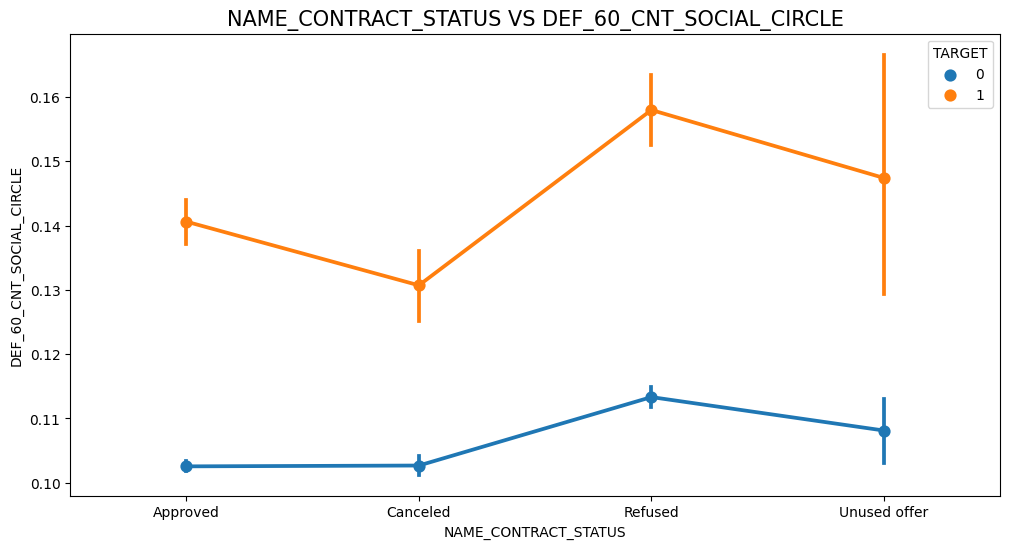 NAME_CONTRACT_STATUS VS DEF_60_CNT_SOCIAL_CIRCLE
TARGET
0
1
0.16
0.15
0.14
0.13
0.12
0.11
0.10
DEF_60_CNT_SOCIAL_CIRCLE
Approved Canceled Refused Unused offer
NAME_CONTRACT_STATUS